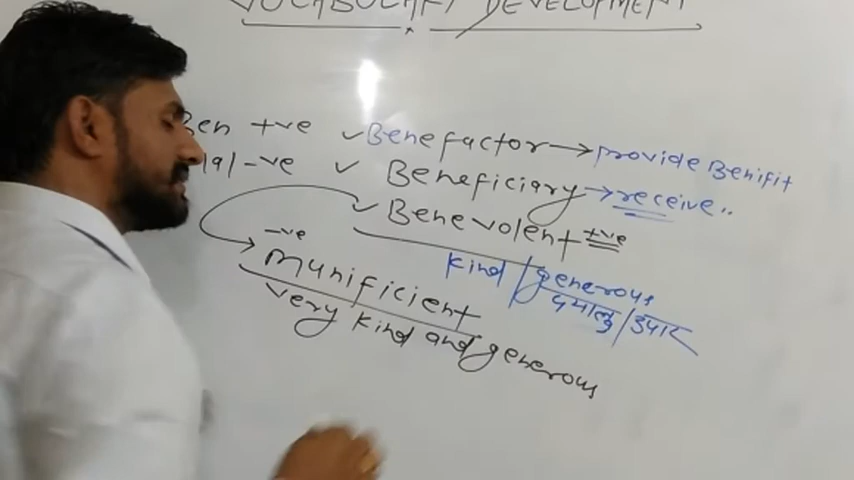 VOCABULARY DEVELOPMENT
Ben +ve ✓Benefactor → provide Benifit
-ve ✓ Beneficiary → receive..
✓ Benevolent +ve
kind/generous
दयालु/उदार
-ve
munificient
very kind and generous